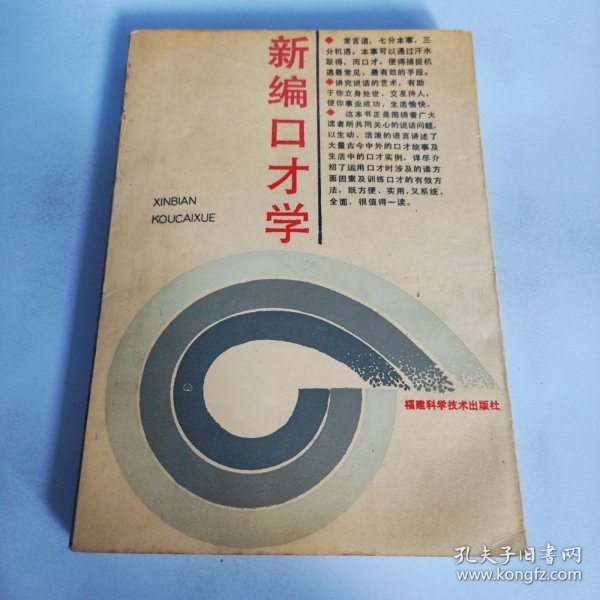 新编口才学
XINBIAN
KOUCAIXUE
◆ 常言道，七分本事，三
分机遇。本事可以通过汗水
取得，而口才，便得捕捉机
遇最常见、最有效的手段。
◆讲究说话的艺术，有助
于你立身处世、交友待人，
使你事业成功、生活愉快。
◆ 这本书正是围绕着广大
读者所共同关心的说话问题，
以生动、活泼的语言讲述了
大量古今中外的口才故事及
生活中的口才实例，详尽介
绍了运用口才时涉及的诸方
面因素及训练口才的有效方
法，既方便、实用，又系统、
全面，很值得一读。
福建科学技术出版社
孔夫子旧书网
www.kongfz.com